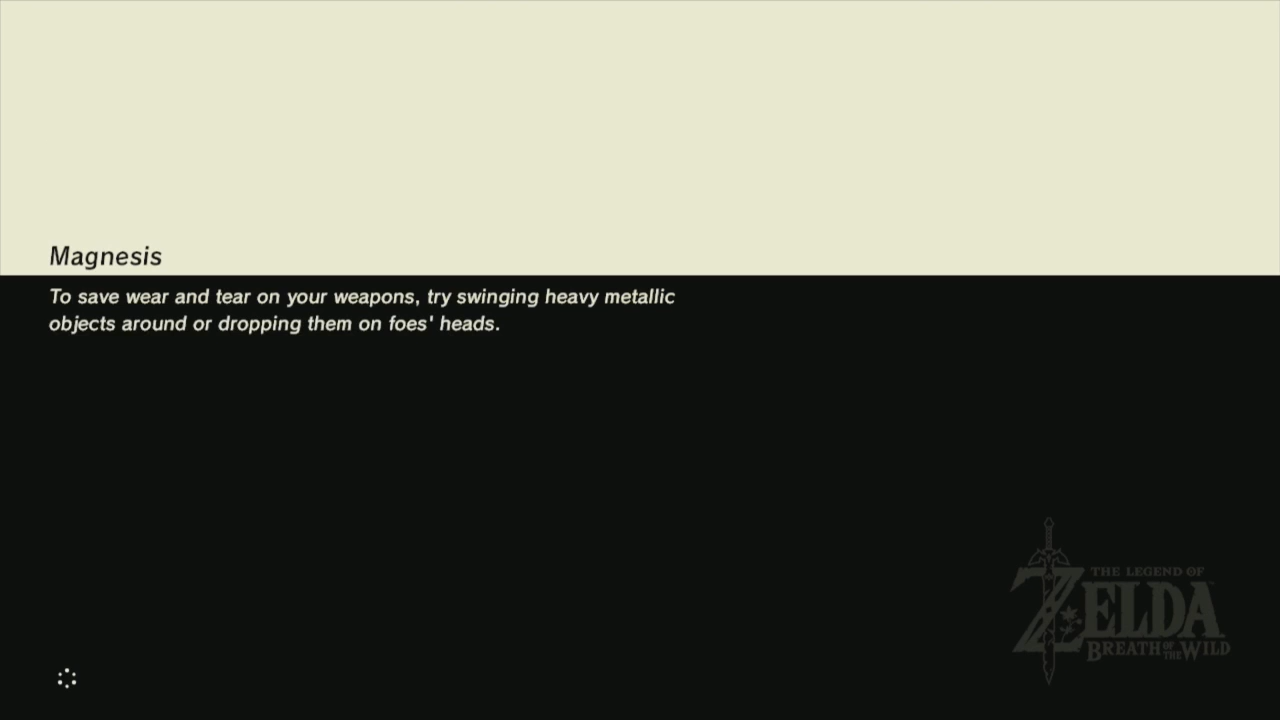 Magnesis
To save wear and tear on your weapons, try swinging heavy metallic
objects around or dropping them on foes' heads.
THE LEGEND OF
ZELDA
BREATH OF THE WILD